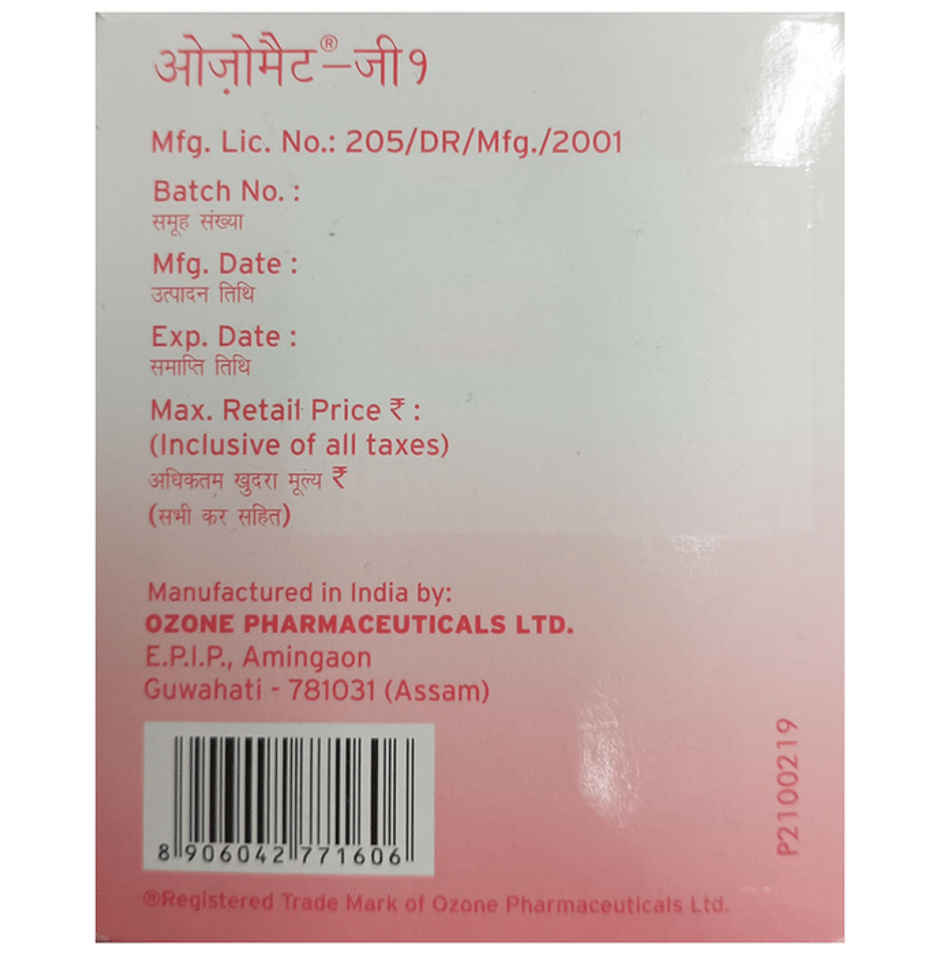 ओज़ोमैट®-जी १
Mfg. Lic. No.: 205/DR/Mfg./2001
Batch No. :
समूह संख्या
Mfg. Date :
उत्पादन तिथि
Exp. Date :
समाप्ति तिथि
Max. Retail Price ₹ :
(Inclusive of all taxes)
अधिकतम खुदरा मूल्य ₹
(सभी कर सहित)
Manufactured in India by:
OZONE PHARMACEUTICALS LTD.
E.P.I.P., Amingaon
Guwahati - 781031 (Assam)
8 906042 771606
P2100219
®Registered Trade Mark of Ozone Pharmaceuticals Ltd.